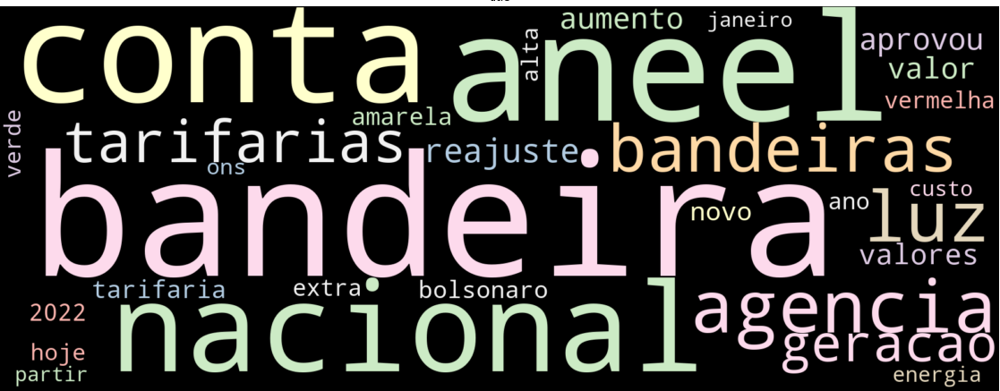 conta
aneel
alta
aumento
janeiro
aprovou
valor
vermelha
verde
tarifarias
amarela
ons
reajuste
bandeiras
bandeira
novo
ano
luz
custo
valores
tarifaria
extra
bolsonaro
nacional
agencia
geracao
2022
hoje
partir
energia